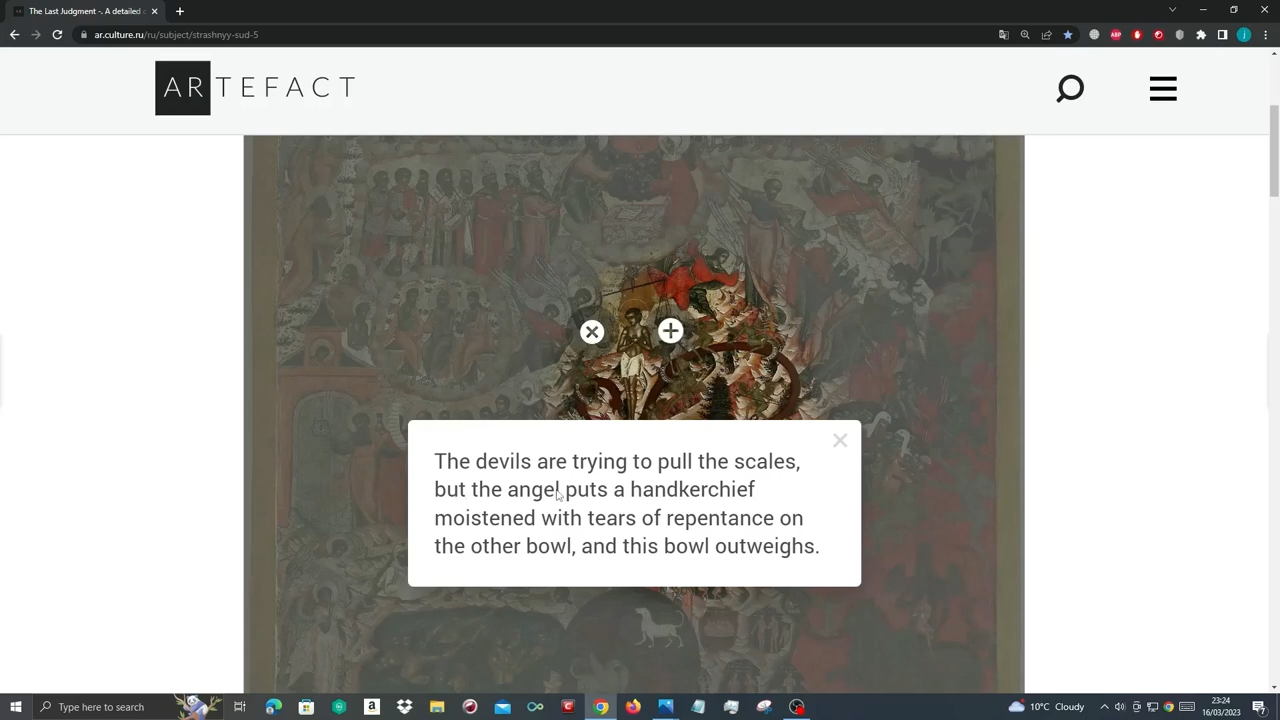 The Last Judgment -. A detailed c
ar.culture.ru/ru/subject/strashnyy-sud-5
ARTEFACT
The devils are trying to pull the scales,
but the angel puts a handkerchief
moistened with tears of repentance on
the other bowl, and this bowl outweighs.
Type here to search
10°C Cloudy
23:24
16/03/2023